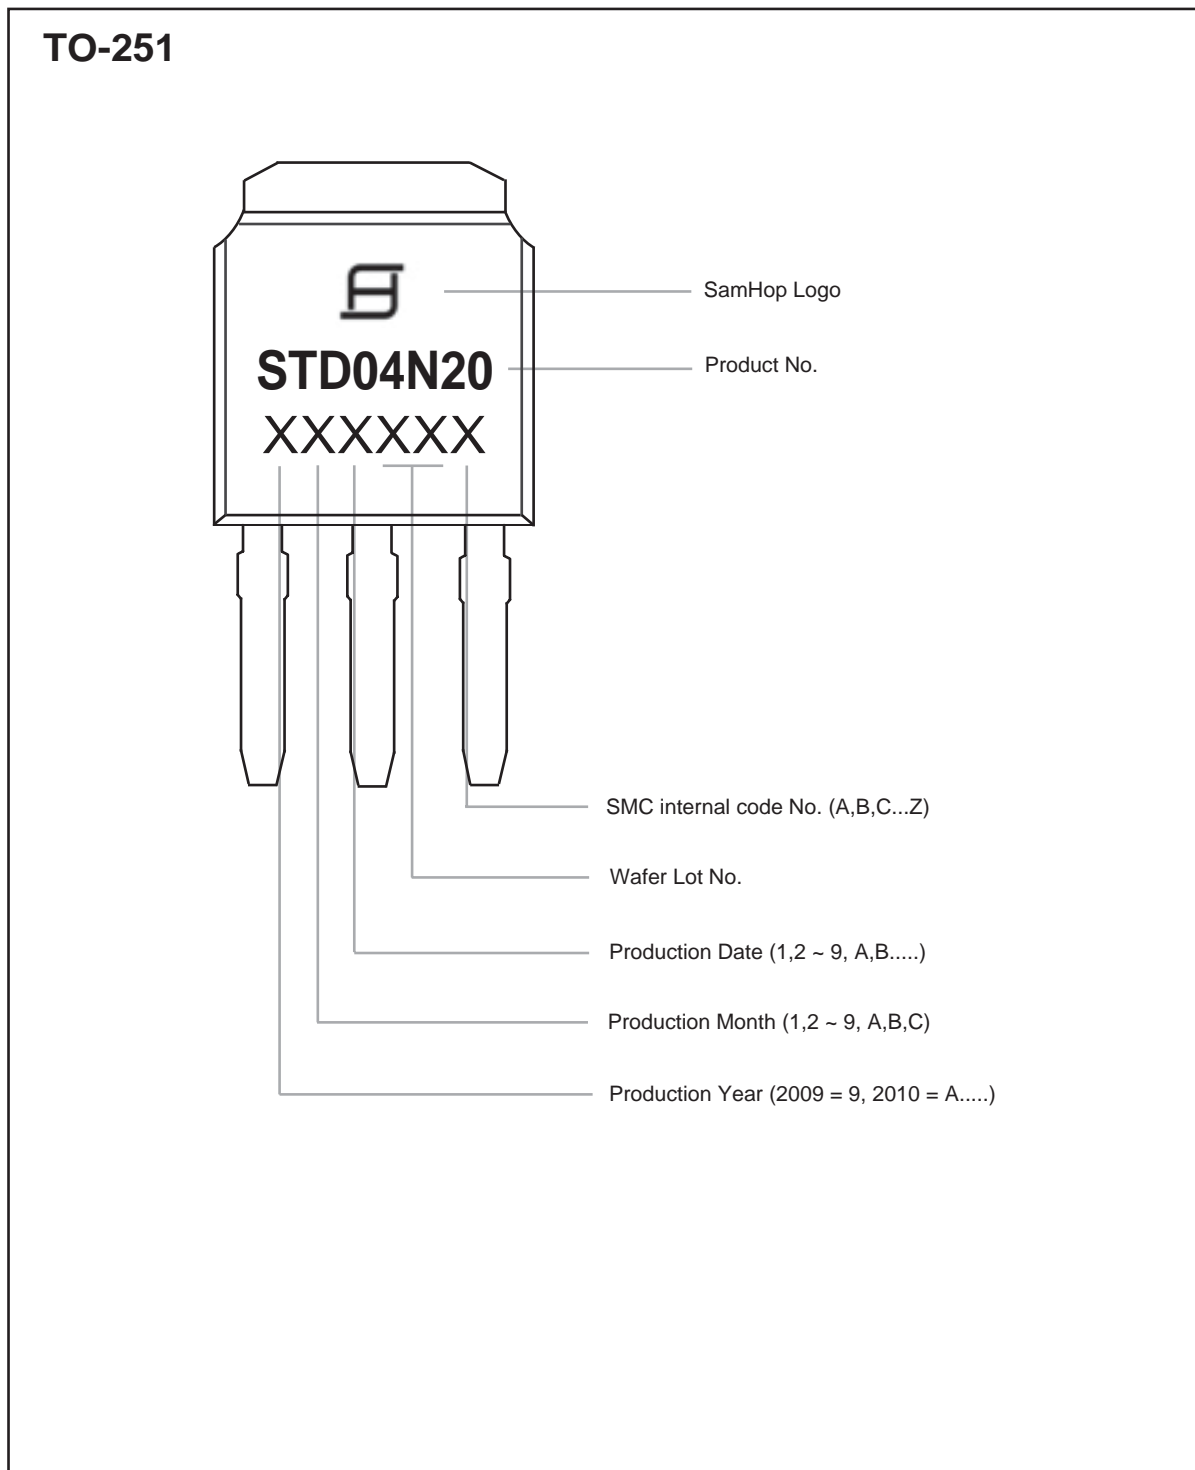 TO-251
SamHop Logo
STD04N20
Product No.
XXXXXX
SMC internal code No. (A,B,C...Z)
Wafer Lot No.
Production Date (1,2 ~ 9, A,B.....)
Production Month (1,2 ~ 9, A,B,C)
Production Year (2009 = 9, 2010 = A.....)